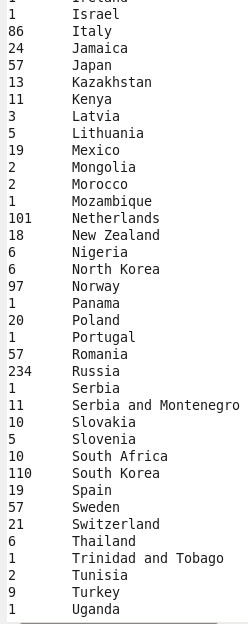 1 Israel
86 Italy
24 Jamaica
57 Japan
13 Kazakhstan
11 Kenya
3 Latvia
5 Lithuania
19 Mexico
2 Mongolia
2 Morocco
1 Mozambique
101 Netherlands
18 New Zealand
6 Nigeria
6 North Korea
97 Norway
1 Panama
20 Poland
1 Portugal
57 Romania
234 Russia
1 Serbia
11 Serbia and Montenegro
10 Slovakia
5 Slovenia
10 South Africa
110 South Korea
19 Spain
57 Sweden
21 Switzerland
6 Thailand
1 Trinidad and Tobago
2 Tunisia
9 Turkey
1 Uganda